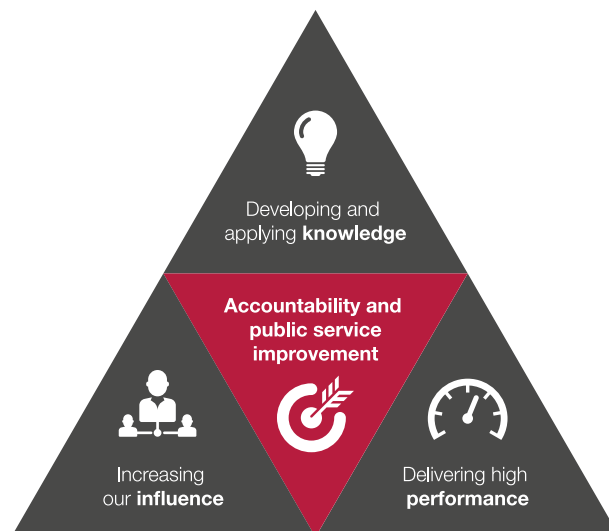 Developing and
applying knowledge
Accountability and
public service
improvement
Increasing
our influence
Delivering high
performance